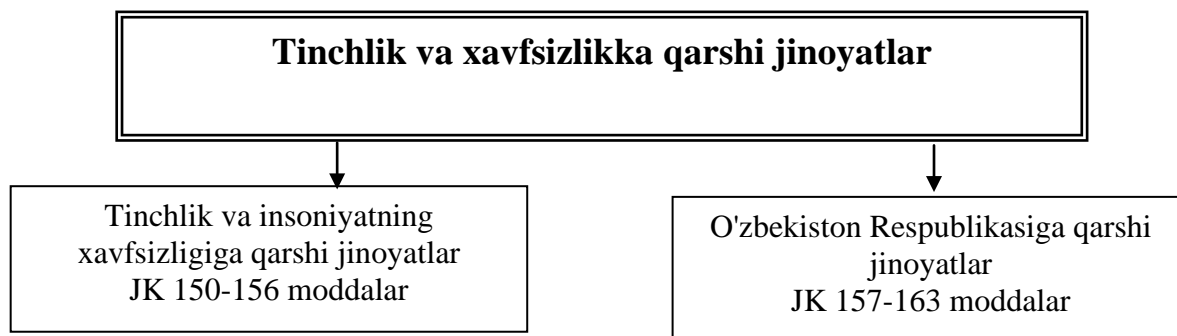 Tinchlik va xavfsizlikka qarshi jinoyatlar
Tinchlik va insoniyatning
xavfsizligiga qarshi jinoyatlar
JK 150-156 moddalar
O'zbekiston Respublikasiga qarshi
jinoyatlar
JK 157-163 moddalar